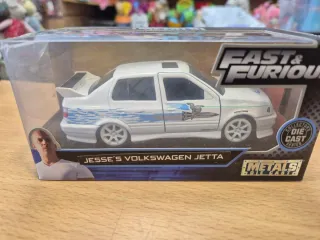 FAST & FURIOUS
DIE
CAST
JESSE'S VOLKSWAGEN JETTA
METALS